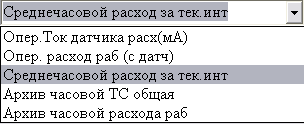 Среднечасовой расход за тек.инт
Опер.Ток датчика расх(мА)
Опер. расход раб (с датч)
Среднечасовой расход за тек.инт
Архив часовой ТС общая
Архив часовой расхода раб